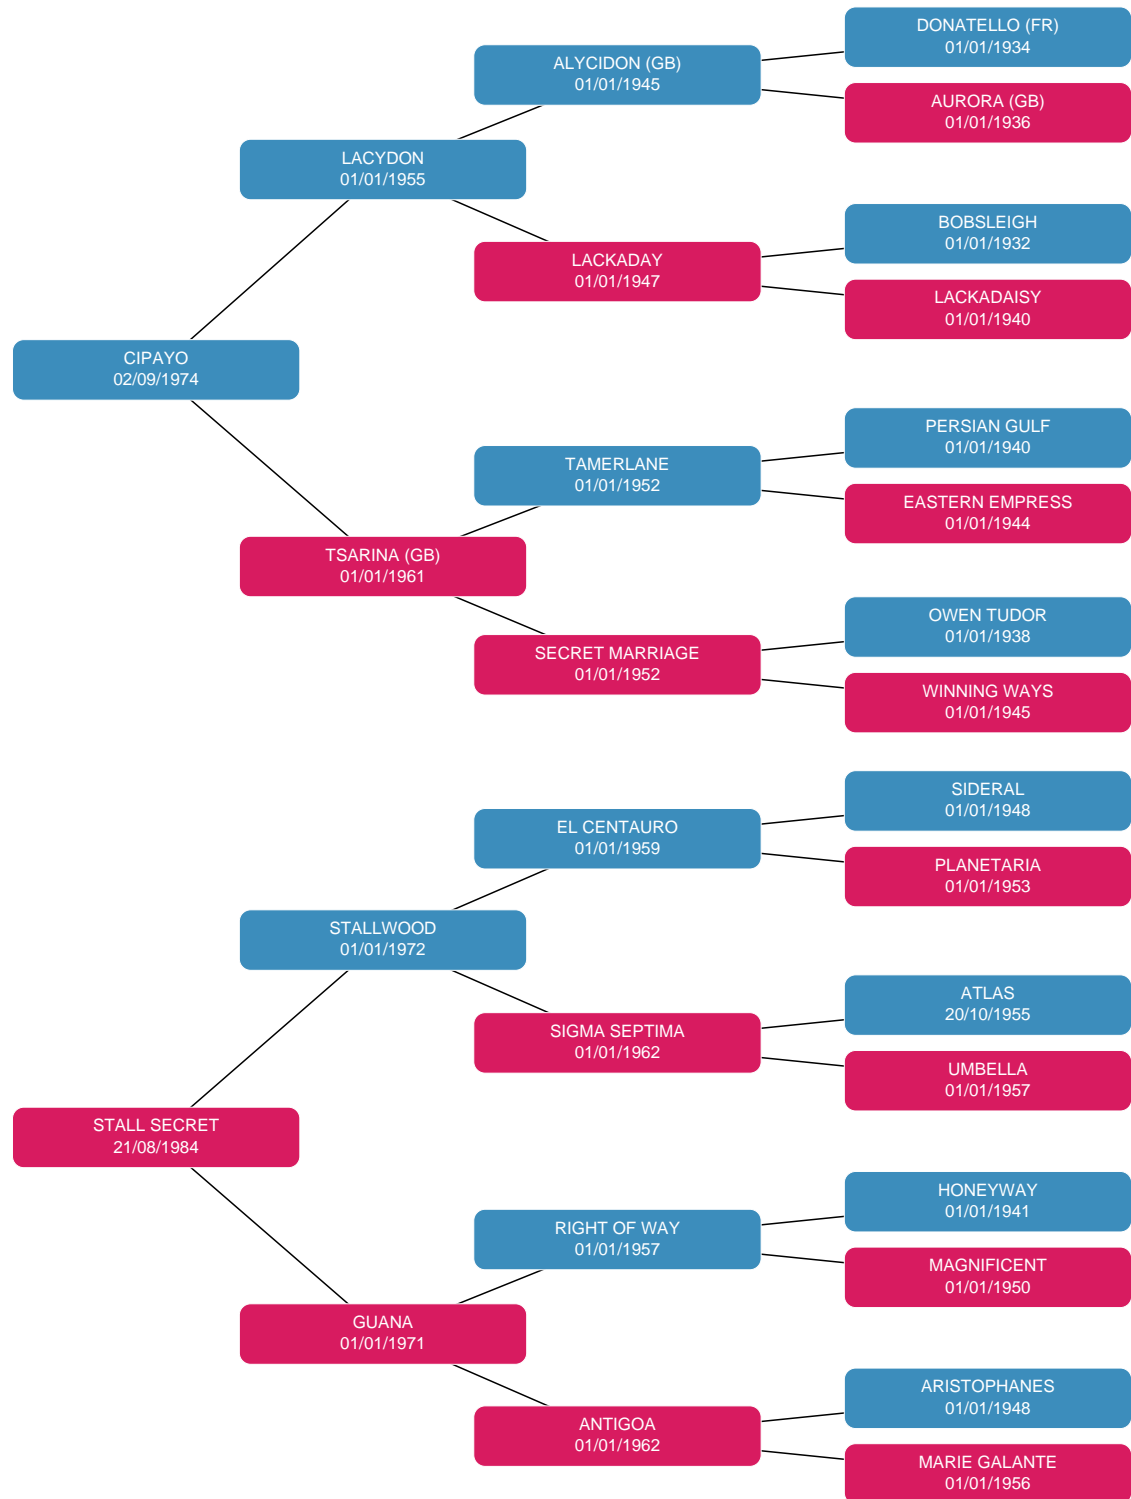 DONATELLO (FR)
01/01/1934
ALYCIDON (GB)
01/01/1945
AURORA (GB)
01/01/1936
LACYDON
01/01/1955
BOBSLEIGH
01/01/1932
LACKADAY
01/01/1947
LACKADAISY
01/01/1940
CIPAYO
02/09/1974
PERSIAN GULF
01/01/1940
TAMERLANE
01/01/1952
EASTERN EMPRESS
01/01/1944
TSARINA (GB)
01/01/1961
OWEN TUDOR
01/01/1938
SECRET MARRIAGE
01/01/1952
WINNING WAYS
01/01/1945
SIDERAL
01/01/1948
EL CENTAURO
01/01/1959
PLANETARIA
01/01/1953
STALLWOOD
01/01/1972
ATLAS
20/10/1955
SIGMA SEPTIMA
01/01/1962
UMBELLA
01/01/1957
STALL SECRET
21/08/1984
HONEYWAY
01/01/1941
RIGHT OF WAY
01/01/1957
MAGNIFICENT
01/01/1950
GUANA
01/01/1971
ARISTOPHANES
01/01/1948
ANTIGOA
01/01/1962
MARIE GALANTE
01/01/1956